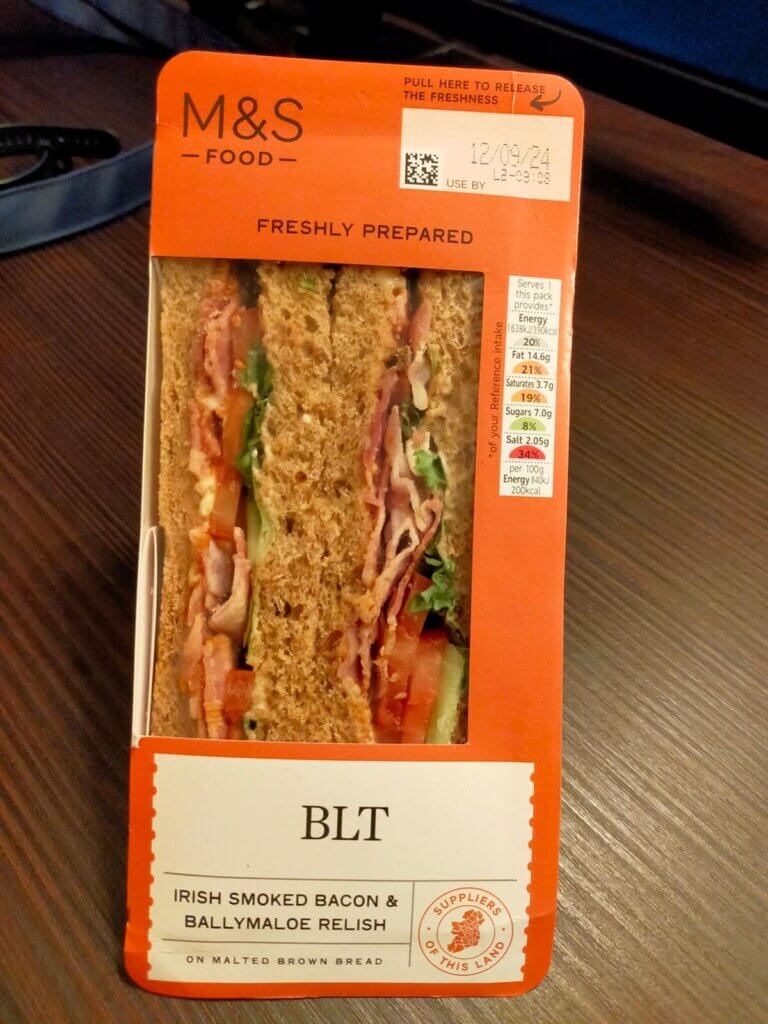 M&S
FOOD
PULL HERE TO RELEASE
THE FRESHNESS
12/09/24
L2-09:08
USE BY
FRESHLY PREPARED
Serves 1
this pack
provides*
Energy
1638kJ/390kcal
20%
Fat 14.6g
21%
Saturates 3.7g
19%
Sugars 7.0g
8%
Salt 2.05g
34%
per 100g
Energy 840kJ
200kcal
*of your Reference intake
BLT
IRISH SMOKED BACON &
BALLYMALOE RELISH
ON MALTED BROWN BREAD
SUPPLIERS
OF THIS LAND